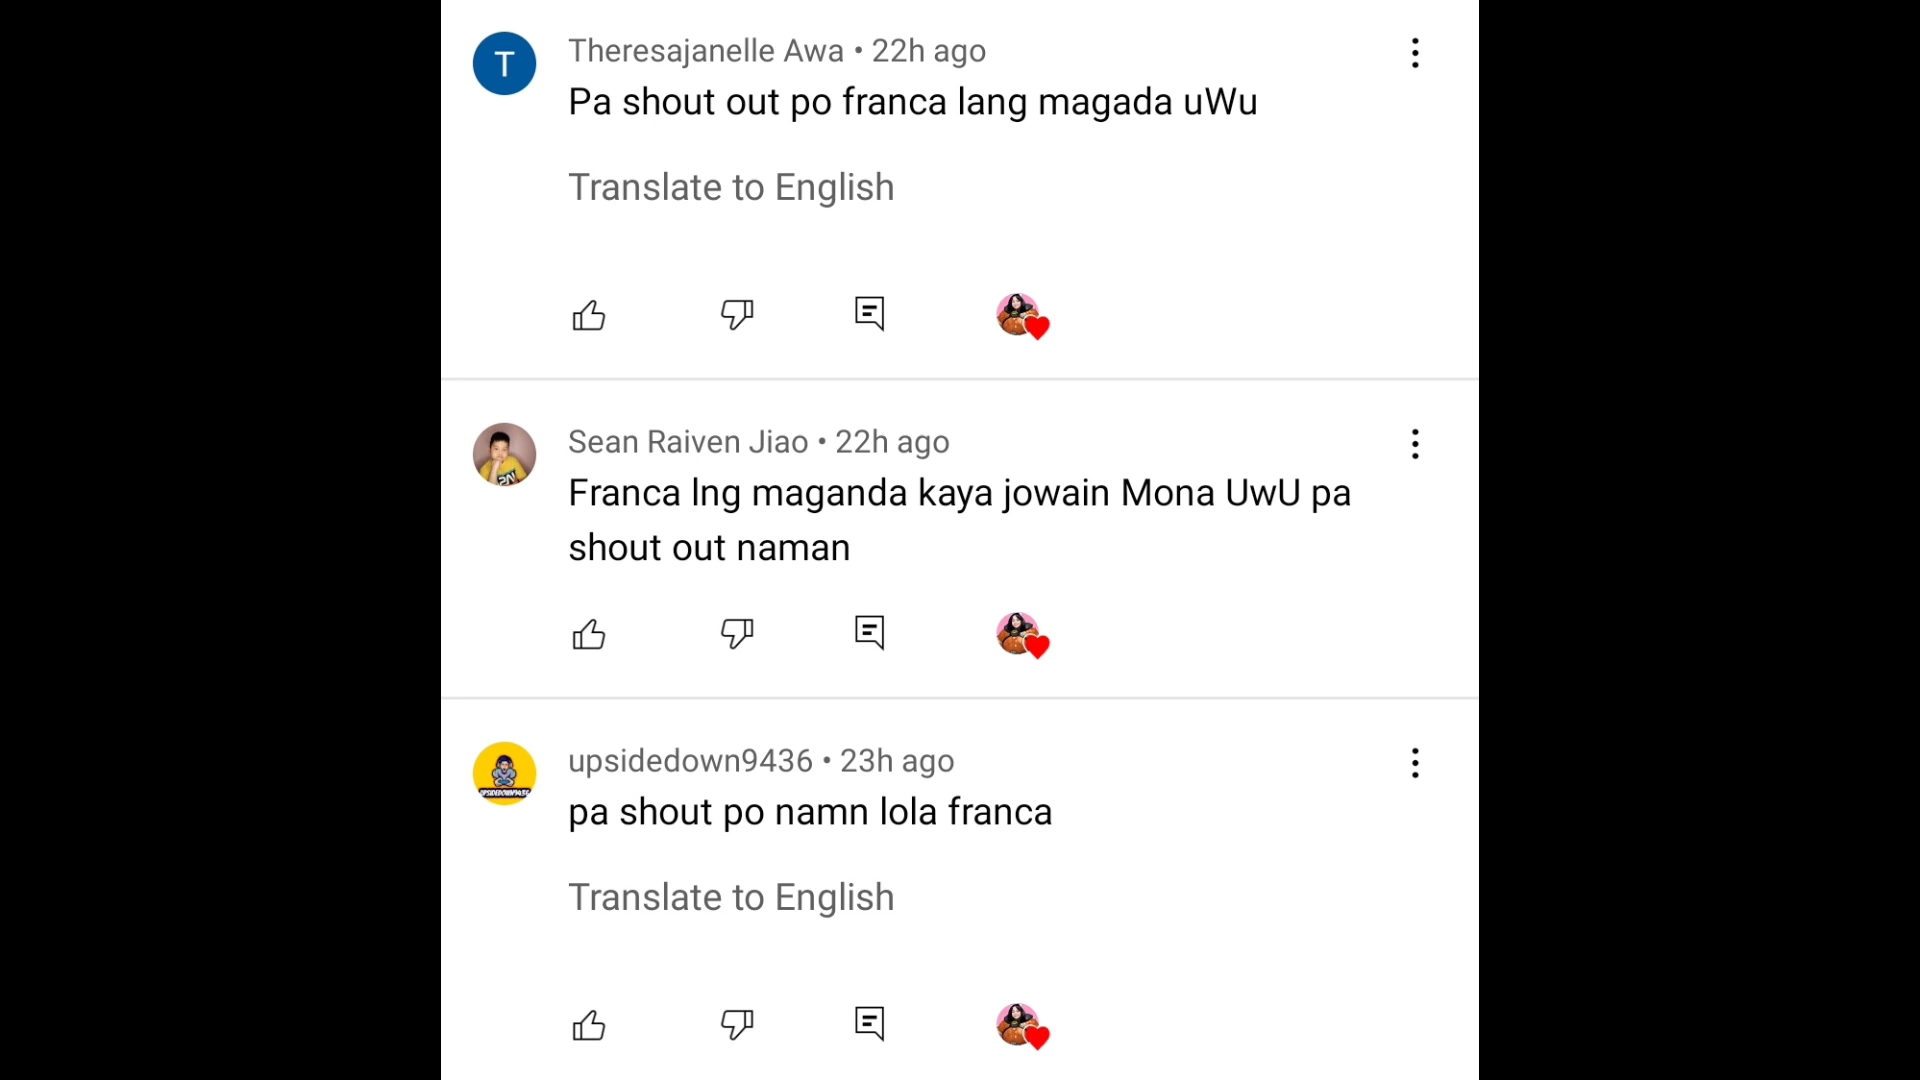 T
Theresajanelle Awa • 22h ago
Pa shout out po franca lang magada uWu
Translate to English
Sean Raiven Jiao • 22h ago
Franca lng maganda kaya jowain Mona UwU pa
shout out naman
upsidedown9436 • 23h ago
pa shout po namn lola franca
Translate to English
UPSIDEDOWN9436